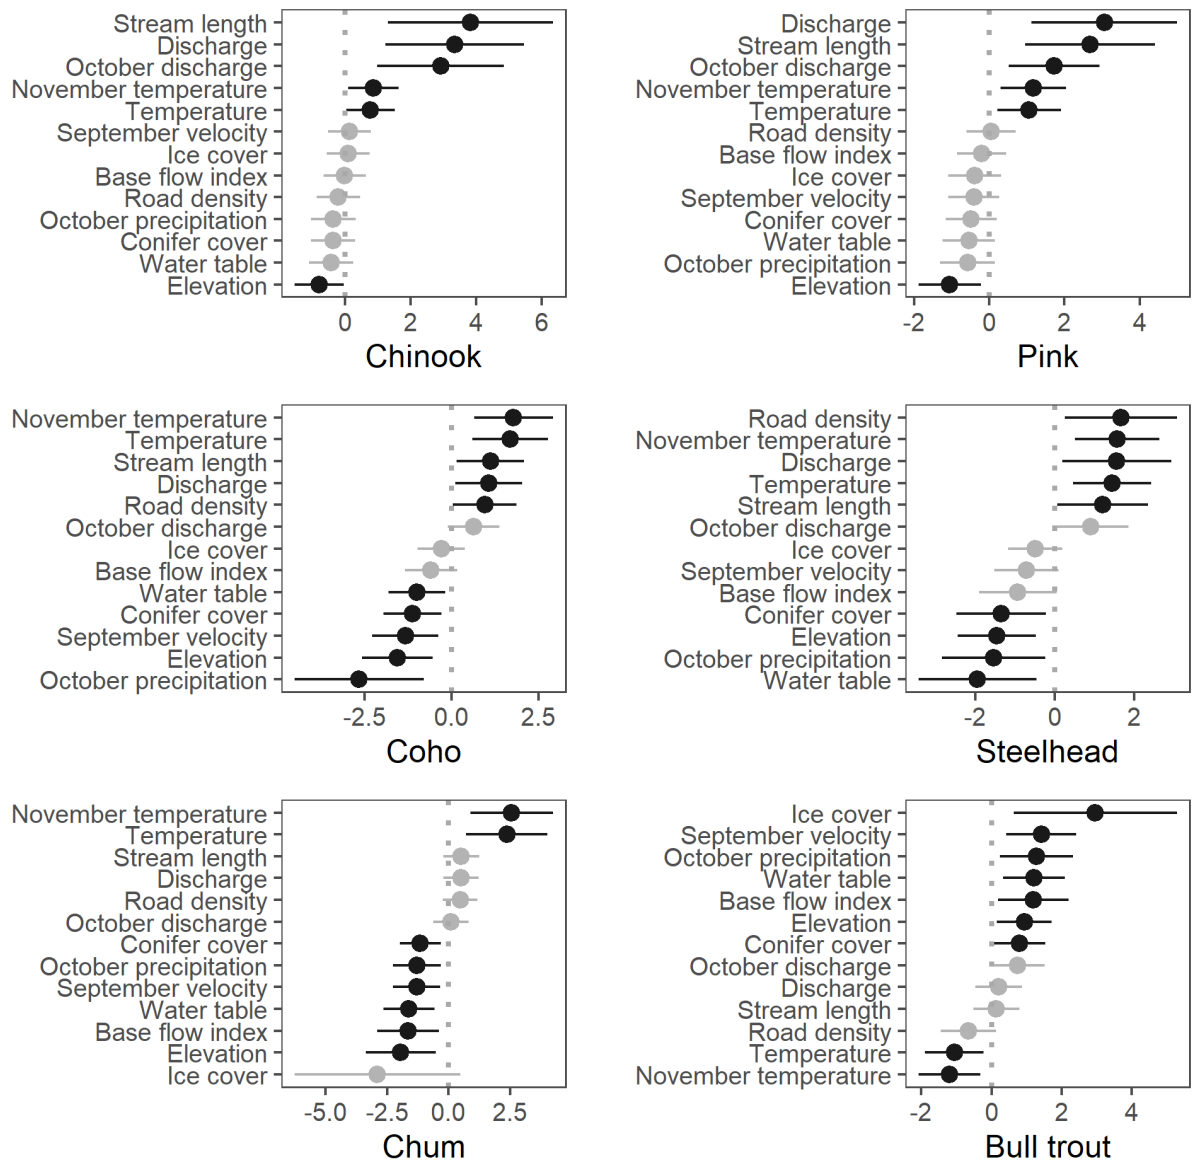 Stream length
Discharge
October discharge
November temperature
Temperature
September velocity
Ice cover
Base flow index
Road density
October precipitation
Conifer cover
Water table
Elevation
0 2 4 6
Chinook
Discharge
Stream length
October discharge
November temperature
Temperature
Road density
Base flow index
Ice cover
September velocity
Conifer cover
Water table
October precipitation
Elevation
-2 0 2 4
Pink
November temperature
Temperature
Stream length
Discharge
Road density
October discharge
Ice cover
Base flow index
Water table
Conifer cover
September velocity
Elevation
October precipitation
-2.5 0.0 2.5
Coho
Road density
November temperature
Discharge
Temperature
Stream length
October discharge
Ice cover
September velocity
Base flow index
Conifer cover
Elevation
October precipitation
Water table
-2 0 2
Steelhead
November temperature
Temperature
Stream length
Discharge
Road density
October discharge
Conifer cover
October precipitation
September velocity
Water table
Base flow index
Elevation
Ice cover
-5.0 -2.5 0.0 2.5
Chum
Ice cover
September velocity
October precipitation
Water table
Base flow index
Elevation
Conifer cover
October discharge
Discharge
Stream length
Road density
Temperature
November temperature
-2 0 2 4
Bull trout